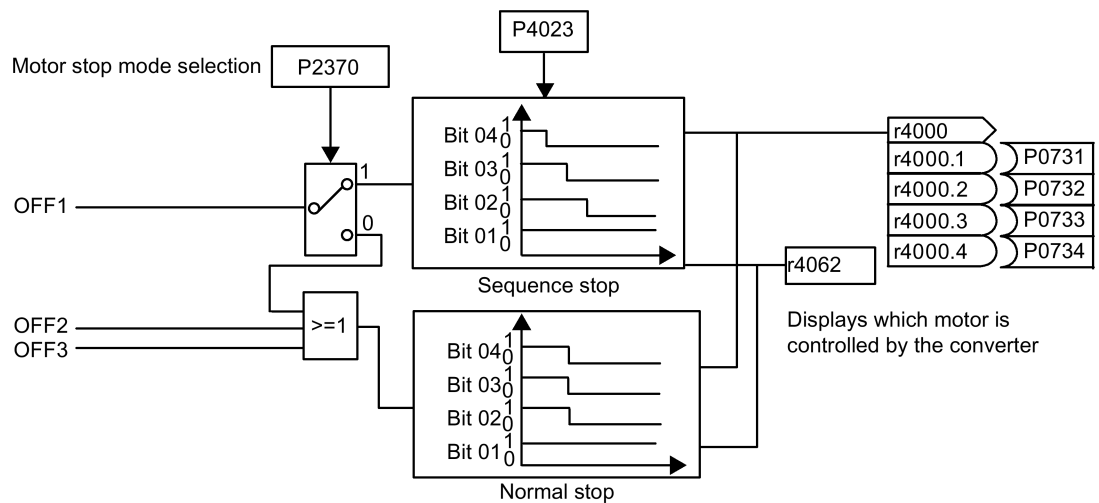 P4023
Motor stop mode selection
P2370
1
0
OFF1
Bit 04 1 0
Bit 03 1 0
Bit 02 1 0
Bit 01 1 0
Sequence stop
r4000
r4000.1 P0731
r4000.2 P0732
r4000.3 P0733
r4000.4 P0734
r4062
Displays which motor is
controlled by the converter
OFF2
OFF3
>=1
Bit 04 1 0
Bit 03 1 0
Bit 02 1 0
Bit 01 1 0
Normal stop